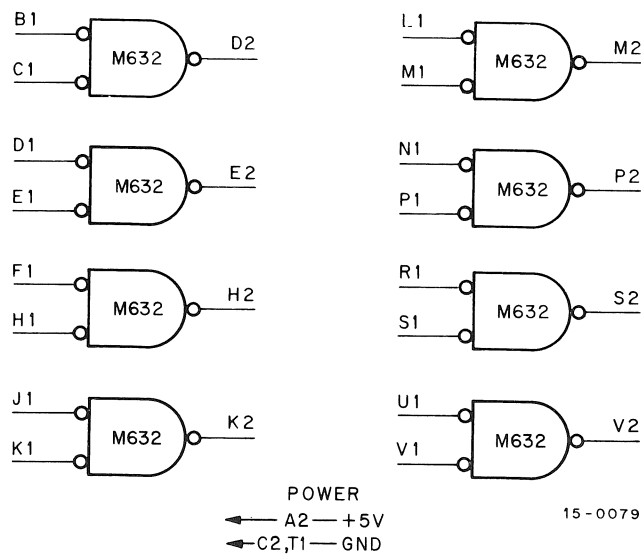 B1
M632
D2
C1
L1
M632
M2
M1
D1
M632
E2
E1
N1
M632
P2
P1
F1
M632
H2
H1
R1
M632
S2
S1
J1
M632
K2
K1
U1
M632
V2
V1
POWER
A2 — +5V
C2,T1 — GND
15-0079